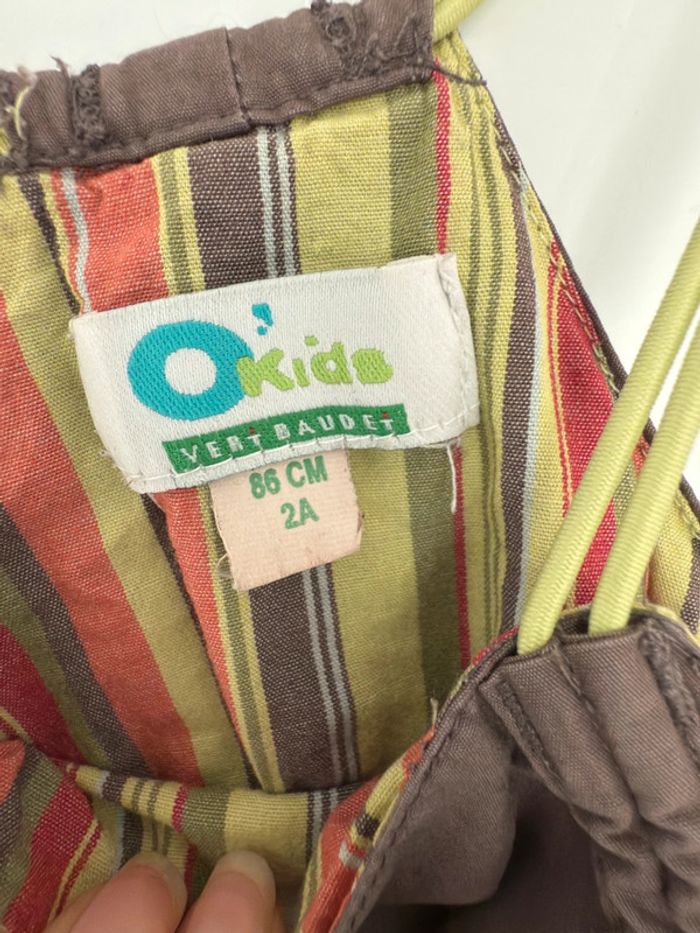 O'Kids
VERTBAUDET
86 CM
2A